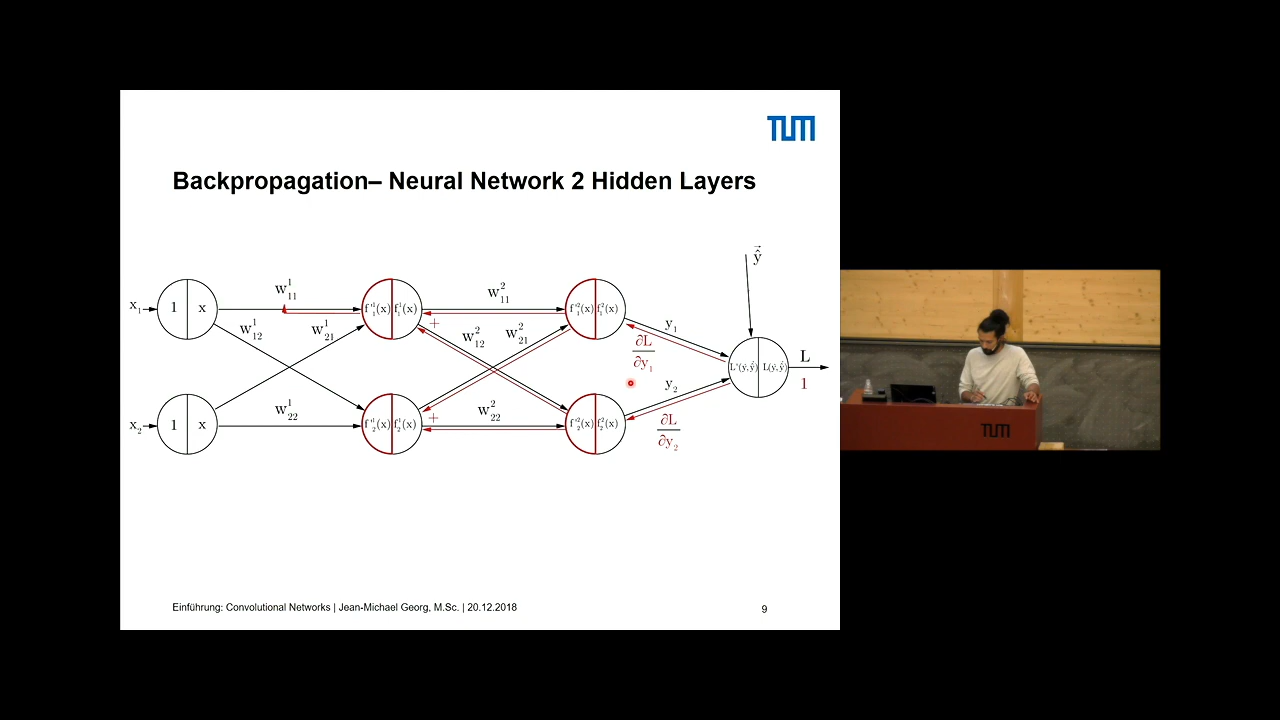 TUM
Backpropagation– Neural Network 2 Hidden Layers
ŷ
x₁ 1 x w¹₁₁ f'¹₁(x) f¹₁(x) w²₁₁ f'²₁(x) f²₁(x) y₁
w¹₁₂ w¹₂₁ + w²₁₂ w²₂₁
∂L
∂y₁
L'(y,ŷ) L(y,ŷ) L
1
x₂ 1 x w¹₂₂ f'¹₂(x) f¹₂(x) + w²₂₂ f'²₂(x) f²₂(x) y₂
∂L
∂y₂
TUM
Einführung: Convolutional Networks | Jean-Michael Georg, M.Sc. | 20.12.2018
9